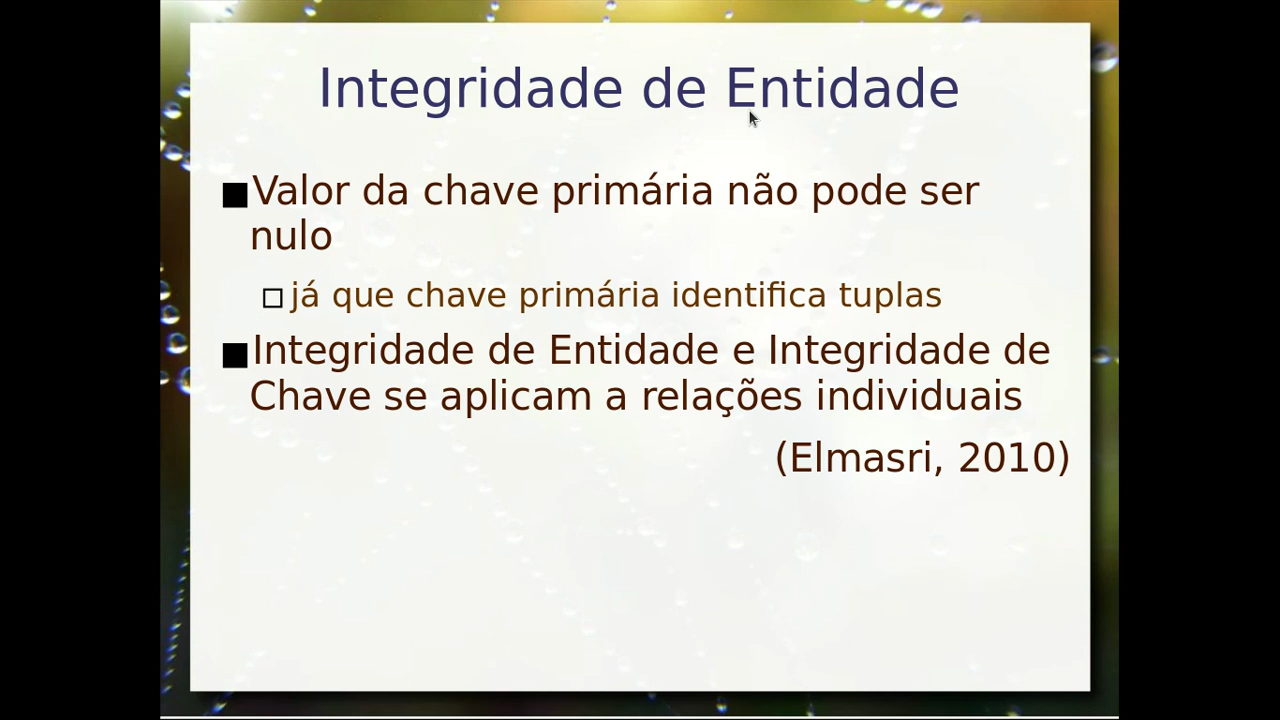 Integridade de Entidade
Valor da chave primária não pode ser
nulo
já que chave primária identifica tuplas
Integridade de Entidade e Integridade de
Chave se aplicam a relações individuais
(Elmasri, 2010)